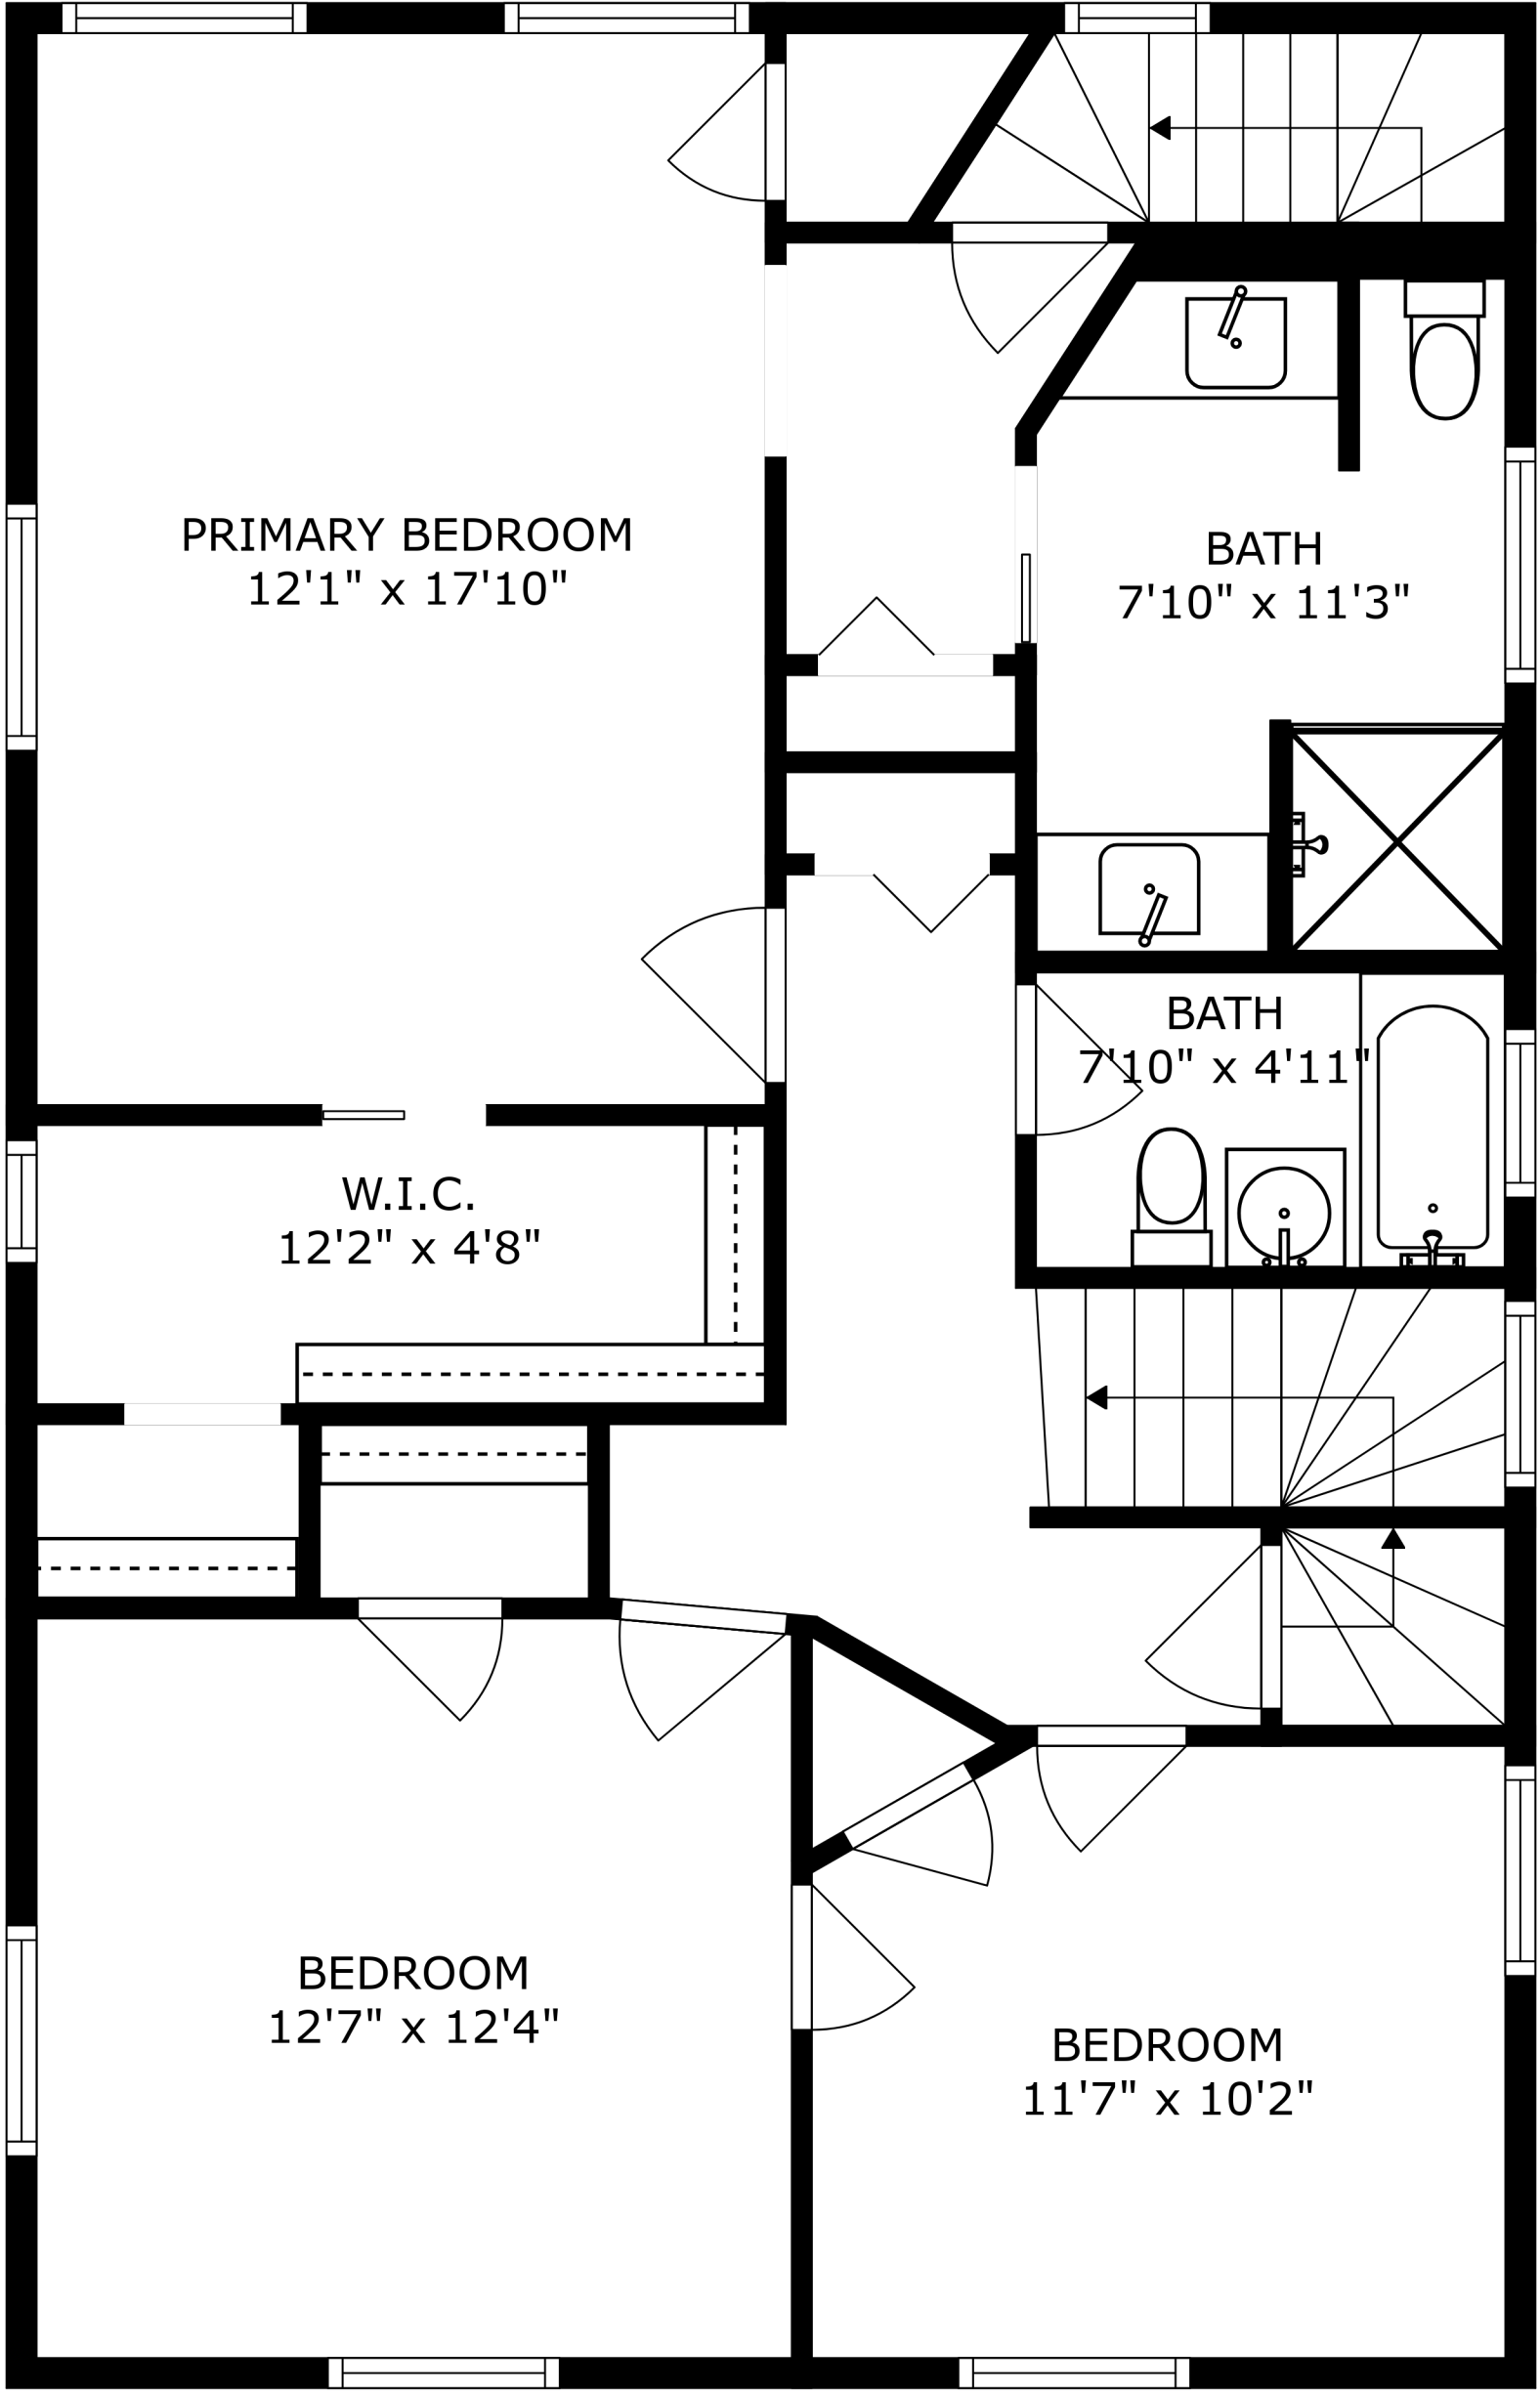 PRIMARY BEDROOM
12'1" x 17'10"
BATH
7'10" x 11'3"
BATH
7'10" x 4'11"
W.I.C.
12'2" x 4'8"
BEDROOM
12'7" x 12'4"
BEDROOM
11'7" x 10'2"